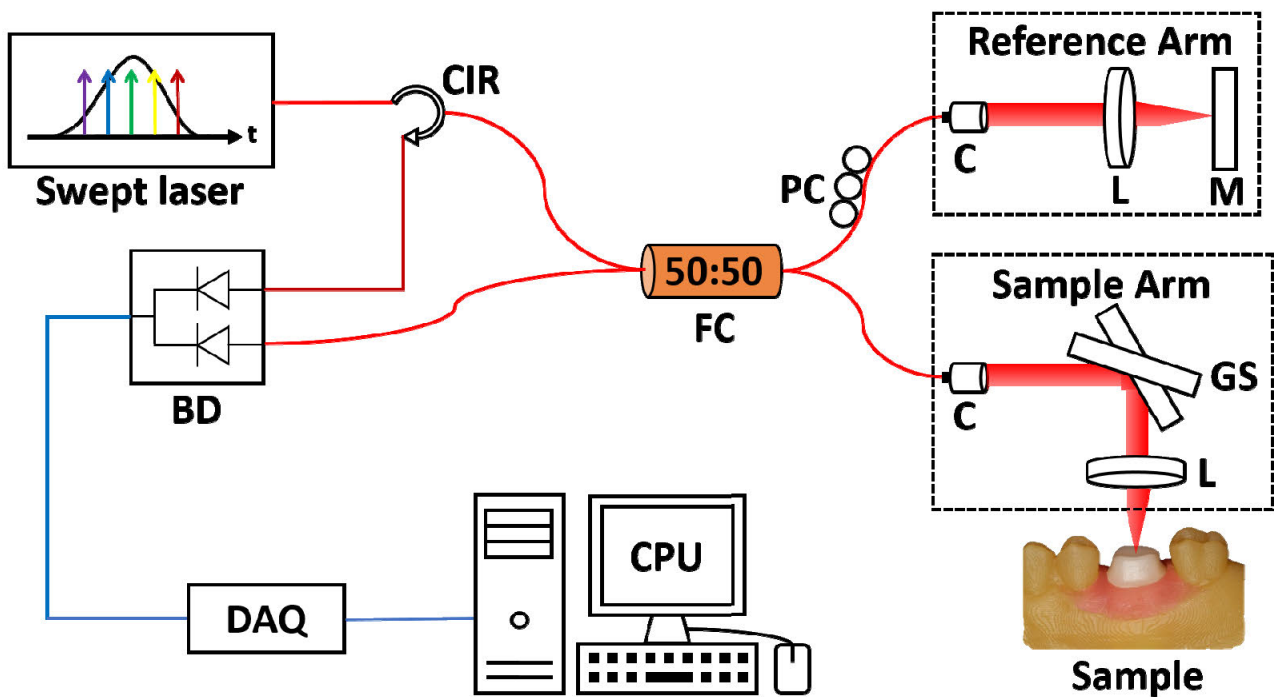 Swept laser
t
CIR
BD
DAQ
CPU
50:50
FC
PC
Reference Arm
C
L
M
Sample Arm
C
GS
L
Sample